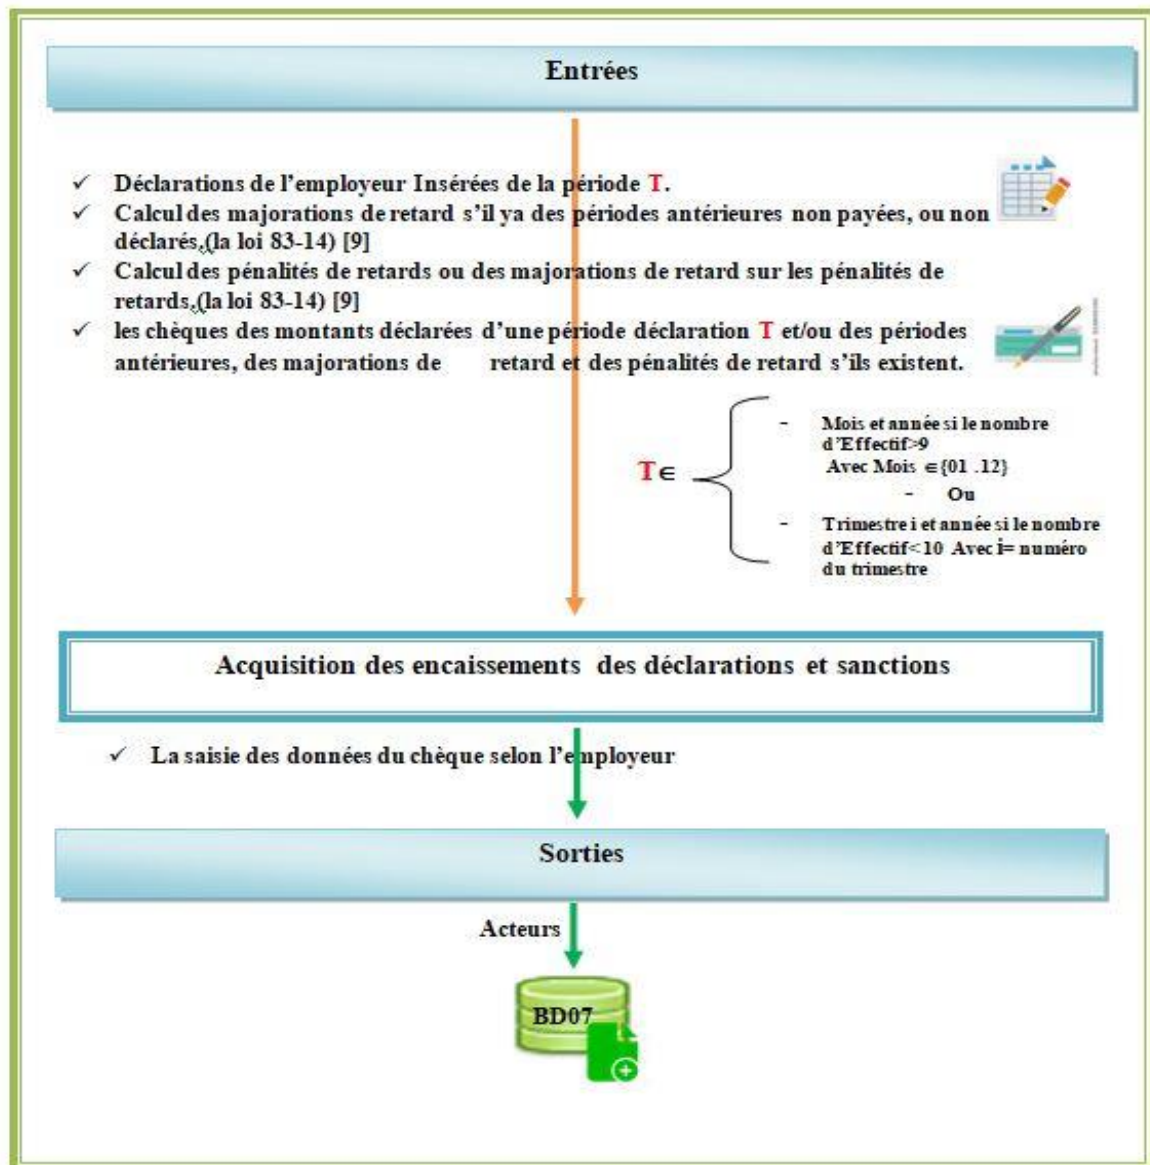 Entrées
✓ Déclarations de l'employeur Insérées de la période T.
✓ Calcul des majorations de retard s'il ya des périodes antérieures non payées, ou non
déclarés,(la loi 83-14) [9]
✓ Calcul des pénalités de retards ou des majorations de retard sur les pénalités de
retards,(la loi 83-14) [9]
✓ les chèques des montants déclarées d'une période déclaration T et/ou des périodes
antérieures, des majorations de retard et des pénalités de retard s'ils existent.
T∈
- Mois et année si le nombre
d'Effectif>9
Avec Mois ∈{01 .12}
- Ou
- Trimestre i et année si le nombre
d'Effectif<10 Avec i= numéro
du trimestre
Acquisition des encaissements des déclarations et sanctions
✓ La saisie des données du chèque selon l'employeur
Sorties
Acteurs
BD07